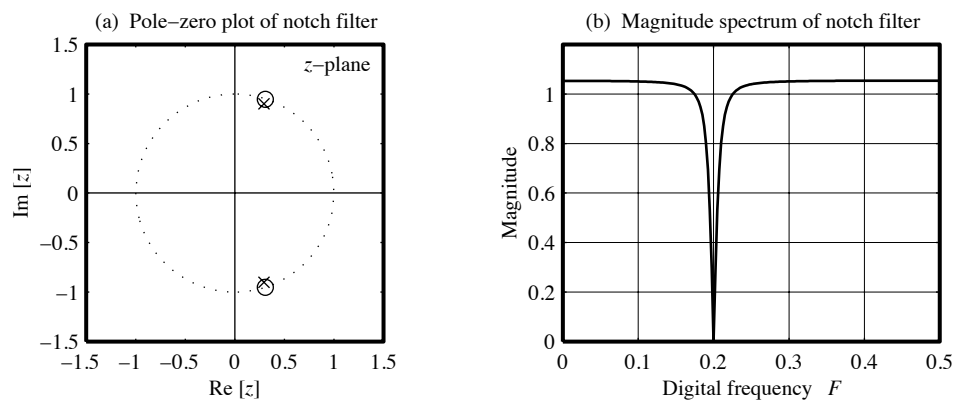 (a) Pole–zero plot of notch filter
z–plane
1.5
1
0.5
0
−0.5
−1
−1.5
Im [z]
−1.5 −1 −0.5 0 0.5 1 1.5
Re [z]
(b) Magnitude spectrum of notch filter
1
0.8
0.6
0.4
0.2
0
Magnitude
0 0.1 0.2 0.3 0.4 0.5
Digital frequency F